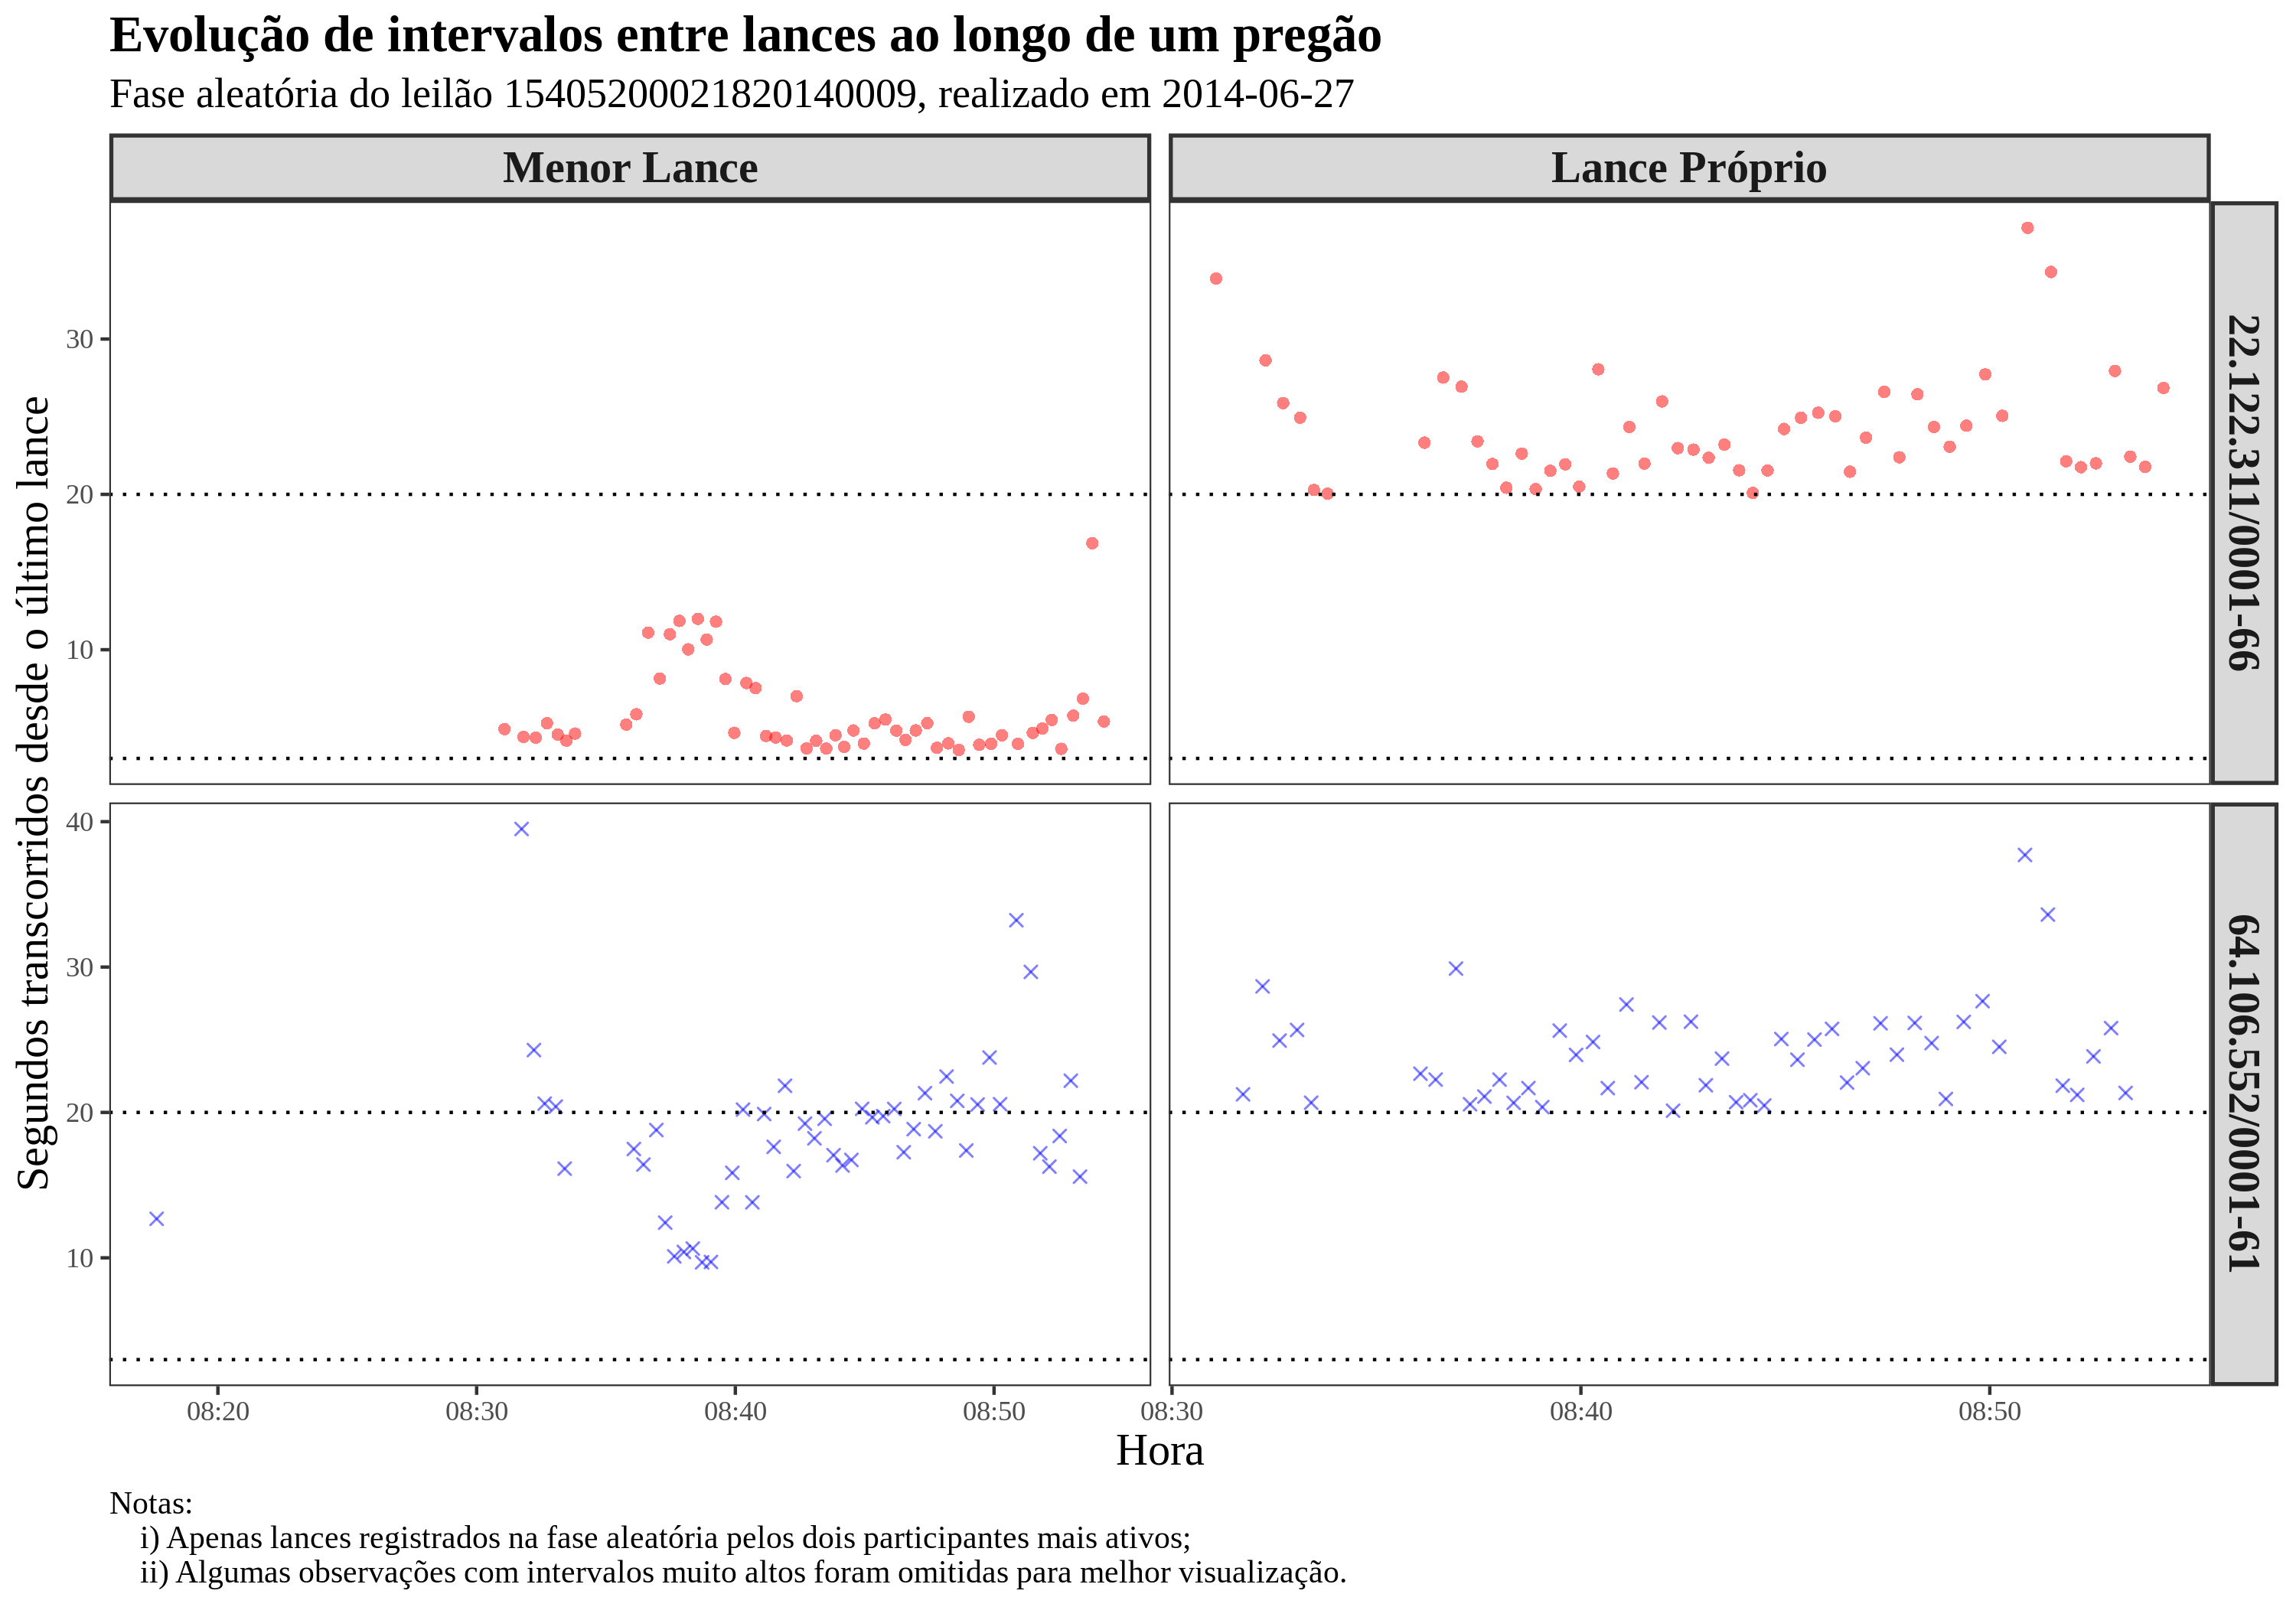 Evolução de intervalos entre lances ao longo de um pregão
Fase aleatória do leilão 15405200021820140009, realizado em 2014-06-27
Menor Lance
Lance Próprio
Segundos transcorridos desde o último lance
30
20
10
22.122.311/0001-66
40
30
20
10
64.106.552/0001-61
08:20
08:30
08:40
08:50
08:30
08:40
08:50
Hora
Notas:
i) Apenas lances registrados na fase aleatória pelos dois participantes mais ativos;
ii) Algumas observações com intervalos muito altos foram omitidas para melhor visualização.